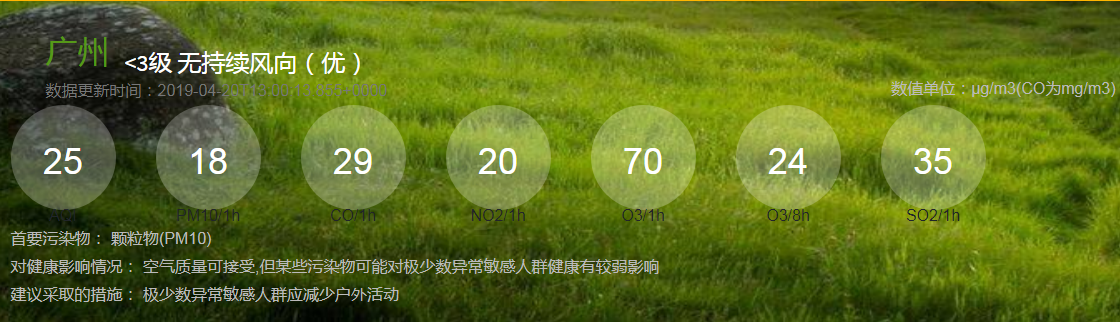 广州 <3级 无持续风向（优）
数据更新时间：2019-04-
数值单位：μg/m3(CO为mg/m3)
25 18 29 20 70 24 35
PM10/1h CO/1h NO2/1h O3/1h O3/8h SO2/1h
首要污染物： 颗粒物(PM10)
对健康影响情况： 空气质量可接受,但某些污染物可能对极少数异常敏感人群健康有较弱影响
建议采取的措施： 极少数异常敏感人群应减少户外活动